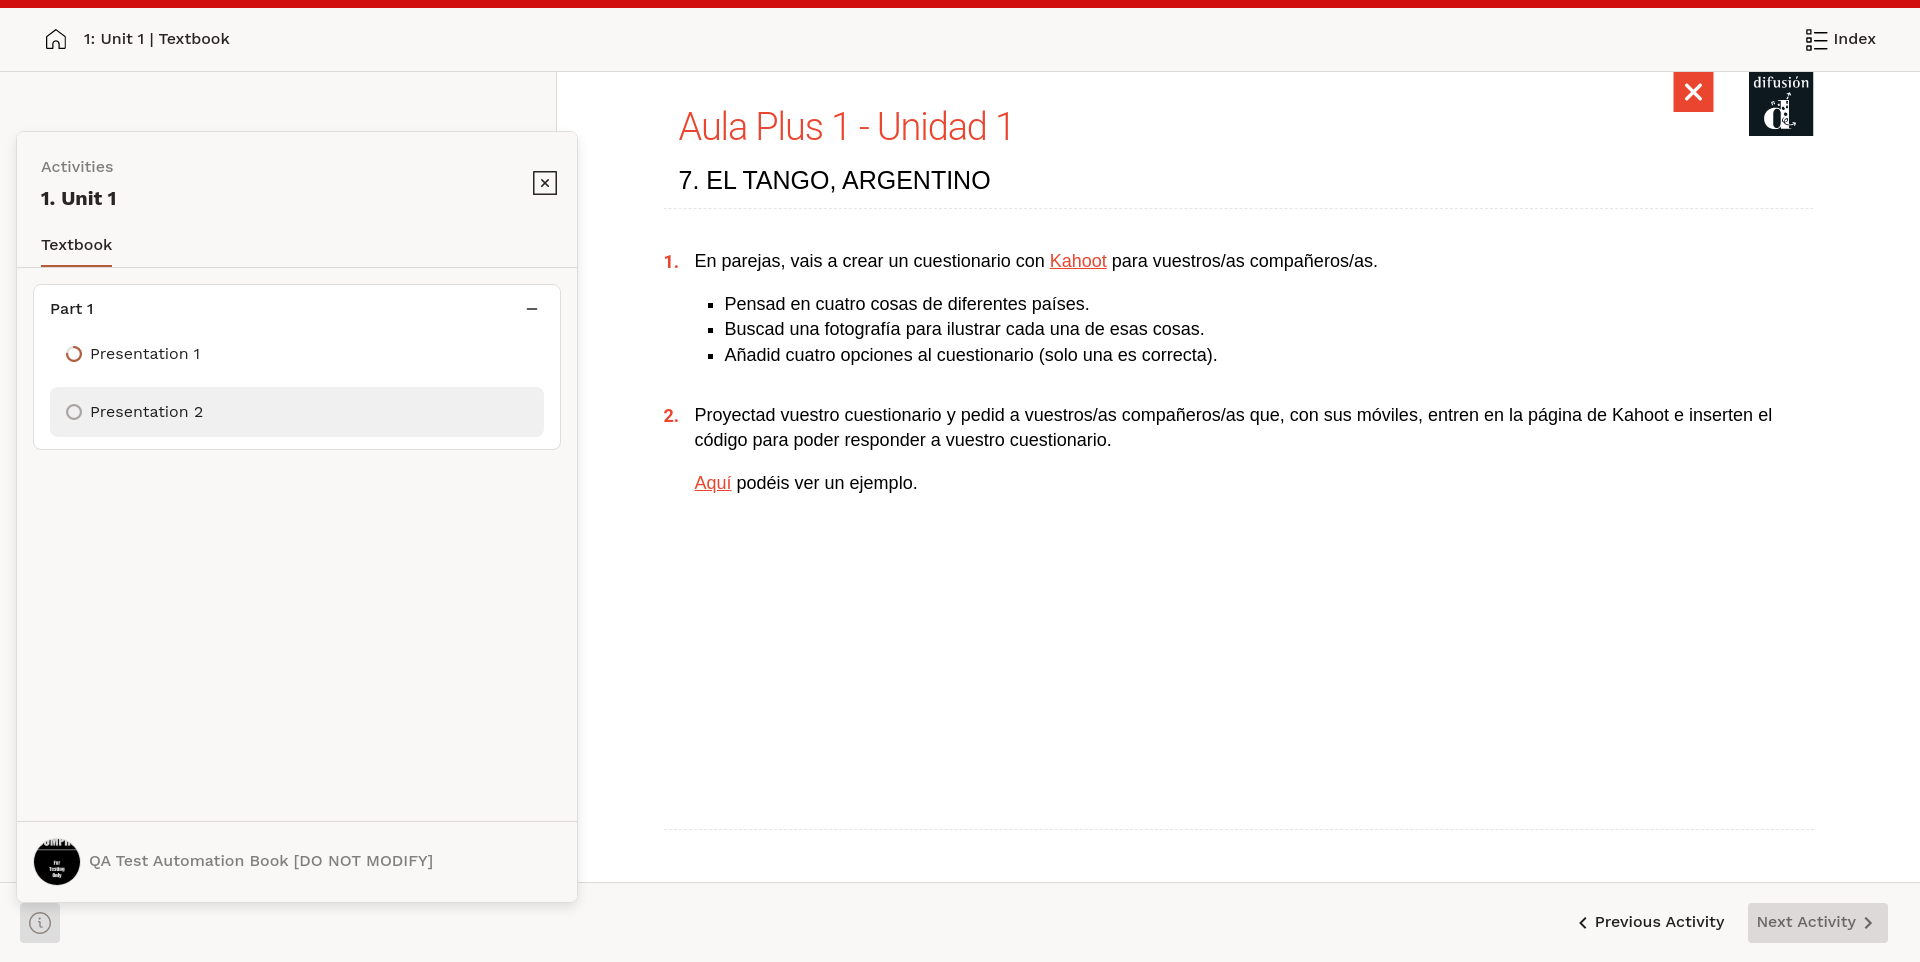 1: Unit 1 | Textbook
Index
Activities
1. Unit 1
Textbook
Part 1
Presentation 1
Presentation 2
QA Test Automation Book [DO NOT MODIFY]
For
Testing
Only
difusión
d
Aula Plus 1 - Unidad 1
7. EL TANGO, ARGENTINO
1. En parejas, vais a crear un cuestionario con Kahoot para vuestros/as compañeros/as.
Pensad en cuatro cosas de diferentes países.
Buscad una fotografía para ilustrar cada una de esas cosas.
Añadid cuatro opciones al cuestionario (solo una es correcta).
2. Proyectad vuestro cuestionario y pedid a vuestros/as compañeros/as que, con sus móviles, entren en la página de Kahoot e inserten el
código para poder responder a vuestro cuestionario.
Aquí podéis ver un ejemplo.
Previous Activity
Next Activity